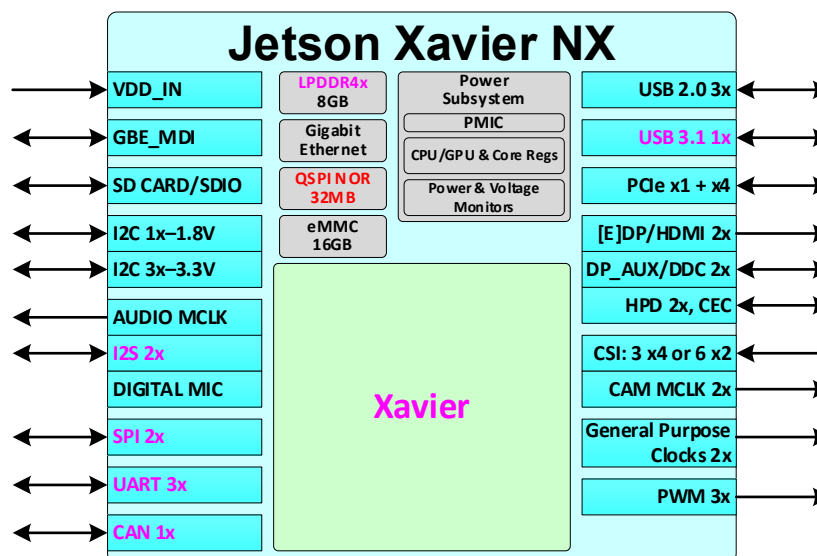 Jetson Xavier NX
VDD_IN
GBE_MDI
SD CARD/SDIO
I2C 1x–1.8V
I2C 3x–3.3V
AUDIO MCLK
I2S 2x
DIGITAL MIC
SPI 2x
UART 3x
CAN 1x
LPDDR4x
8GB
Gigabit
Ethernet
QSPI NOR
32MB
eMMC
16GB
Power
Subsystem
PMIC
CPU/GPU & Core Regs
Power & Voltage
Monitors
Xavier
USB 2.0 3x
USB 3.1 1x
PCIe x1 + x4
[E]DP/HDMI 2x
DP_AUX/DDC 2x
HPD 2x, CEC
CSI: 3 x4 or 6 x2
CAM MCLK 2x
General Purpose
Clocks 2x
PWM 3x